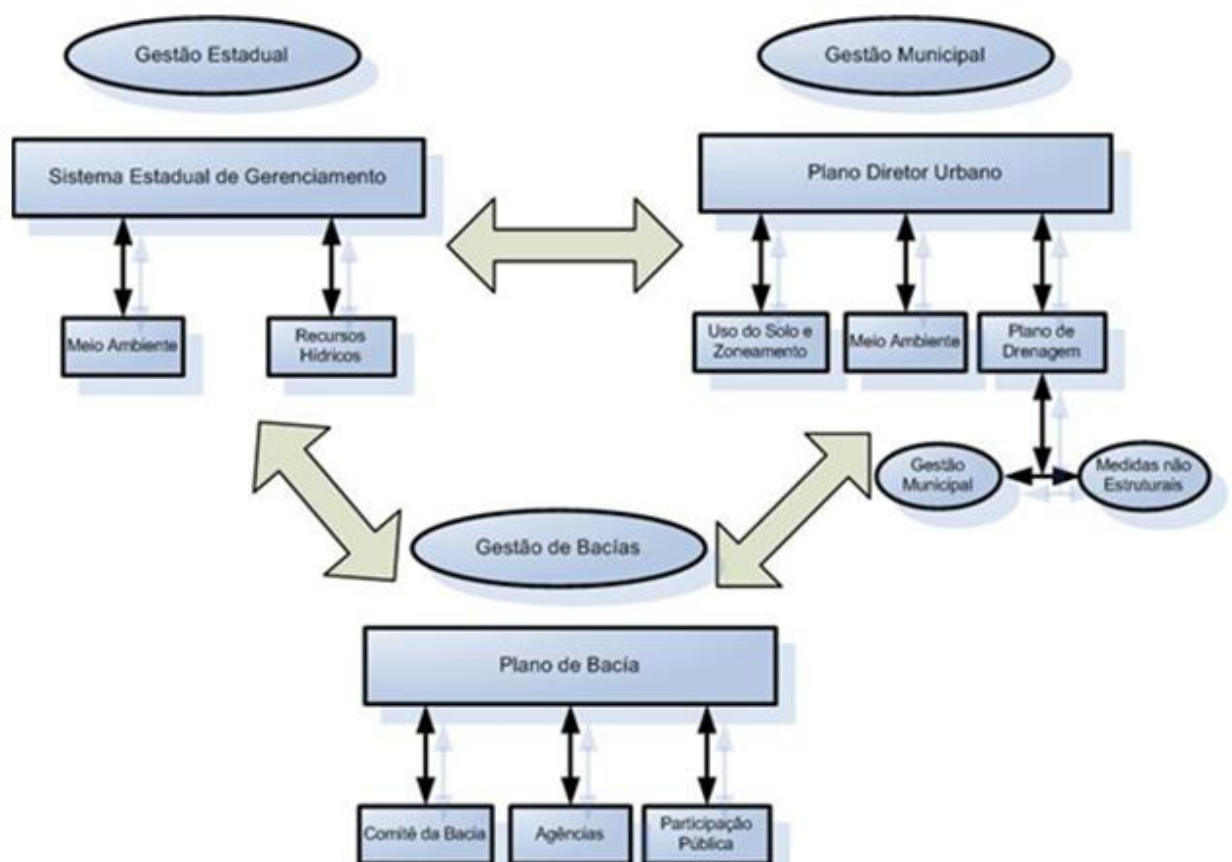 Gestão Estadual
Gestão Municipal
Sistema Estadual de Gerenciamento
Plano Diretor Urbano
Meio Ambiente
Recursos
Hídricos
Uso do Solo e
Zoneamento
Meio Ambiente
Plano de
Drenagem
Gestão
Municipal
Medidas não
Estruturais
Gestão de Bacias
Plano de Bacia
Comitê da Bacia
Agências
Participação
Pública